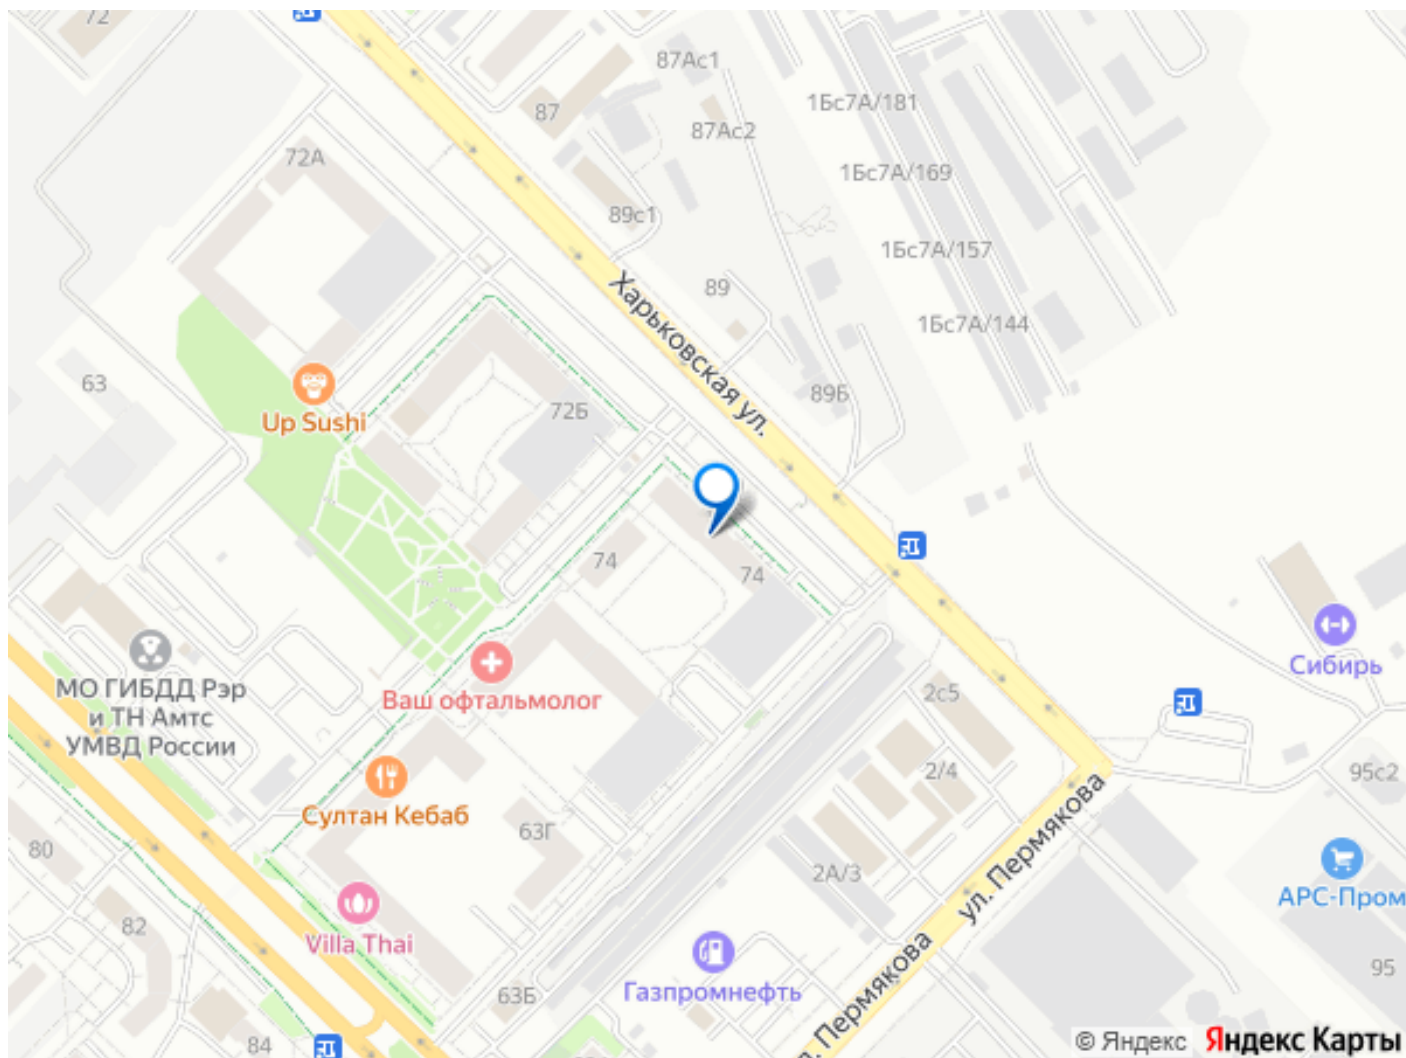 72
87Ас1
1Бс7А/181
87
87Ас2
72А
1Бс7А/169
89с1
1Бс7А/157
89
Харьковская ул.
1Бс7А/144
63
89Б
72Б
Up Sushi
74
74
Сибирь
МО ГИБДД Рэр
и ТН Амтс
УМВД России
Ваш офтальмолог
2с5
2/4
95с2
Султан Кебаб
63Г
80
2А/3
ул. Пермякова
АРС-Пром
82
Villa Thai
95
63Б
Газпромнефть
л. Пермякова
84
© Яндекс Яндекс Карты